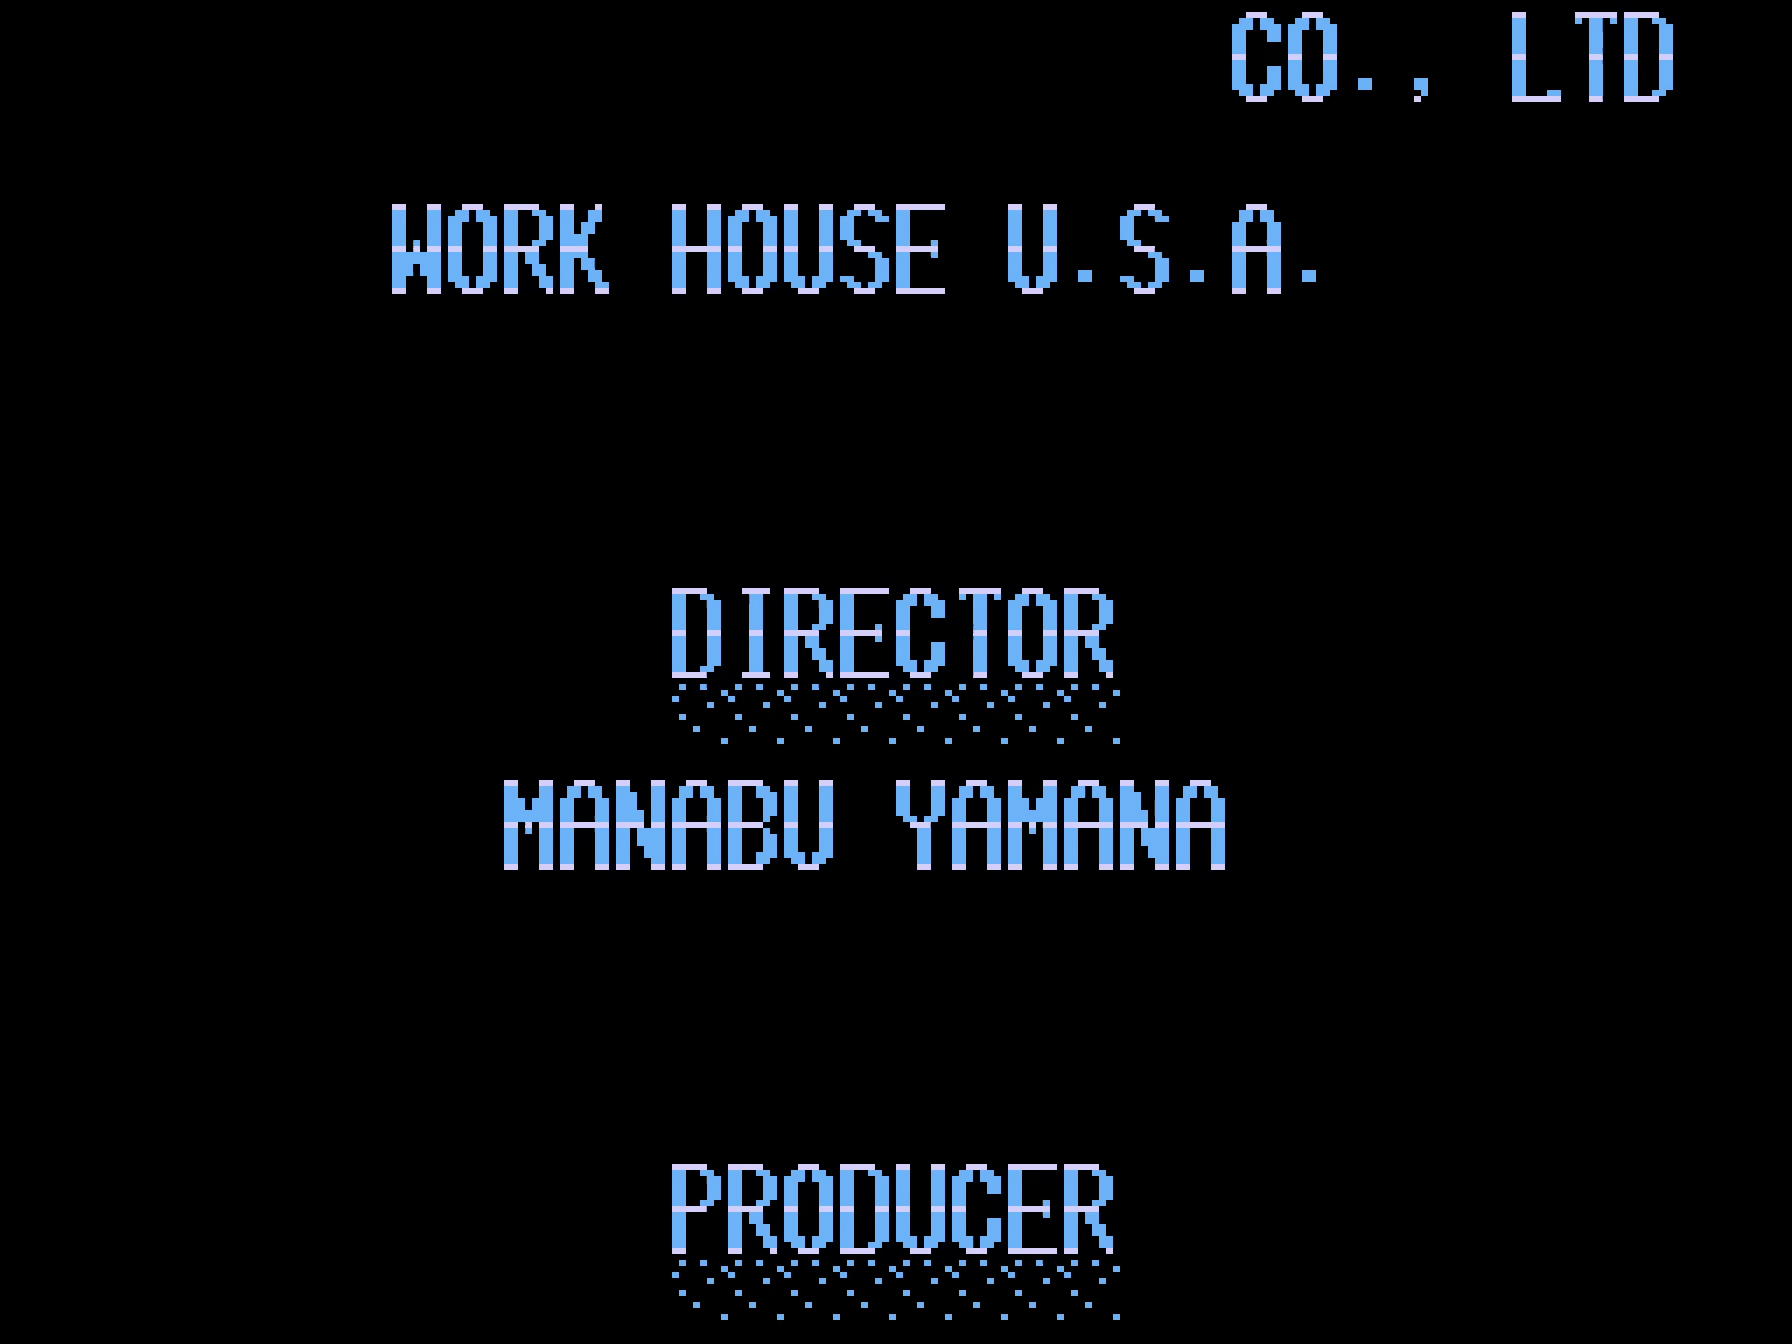 CO., LTD
WORK HOUSE U.S.A.
DIRECTOR
MANABU YAMANA
PRODUCER